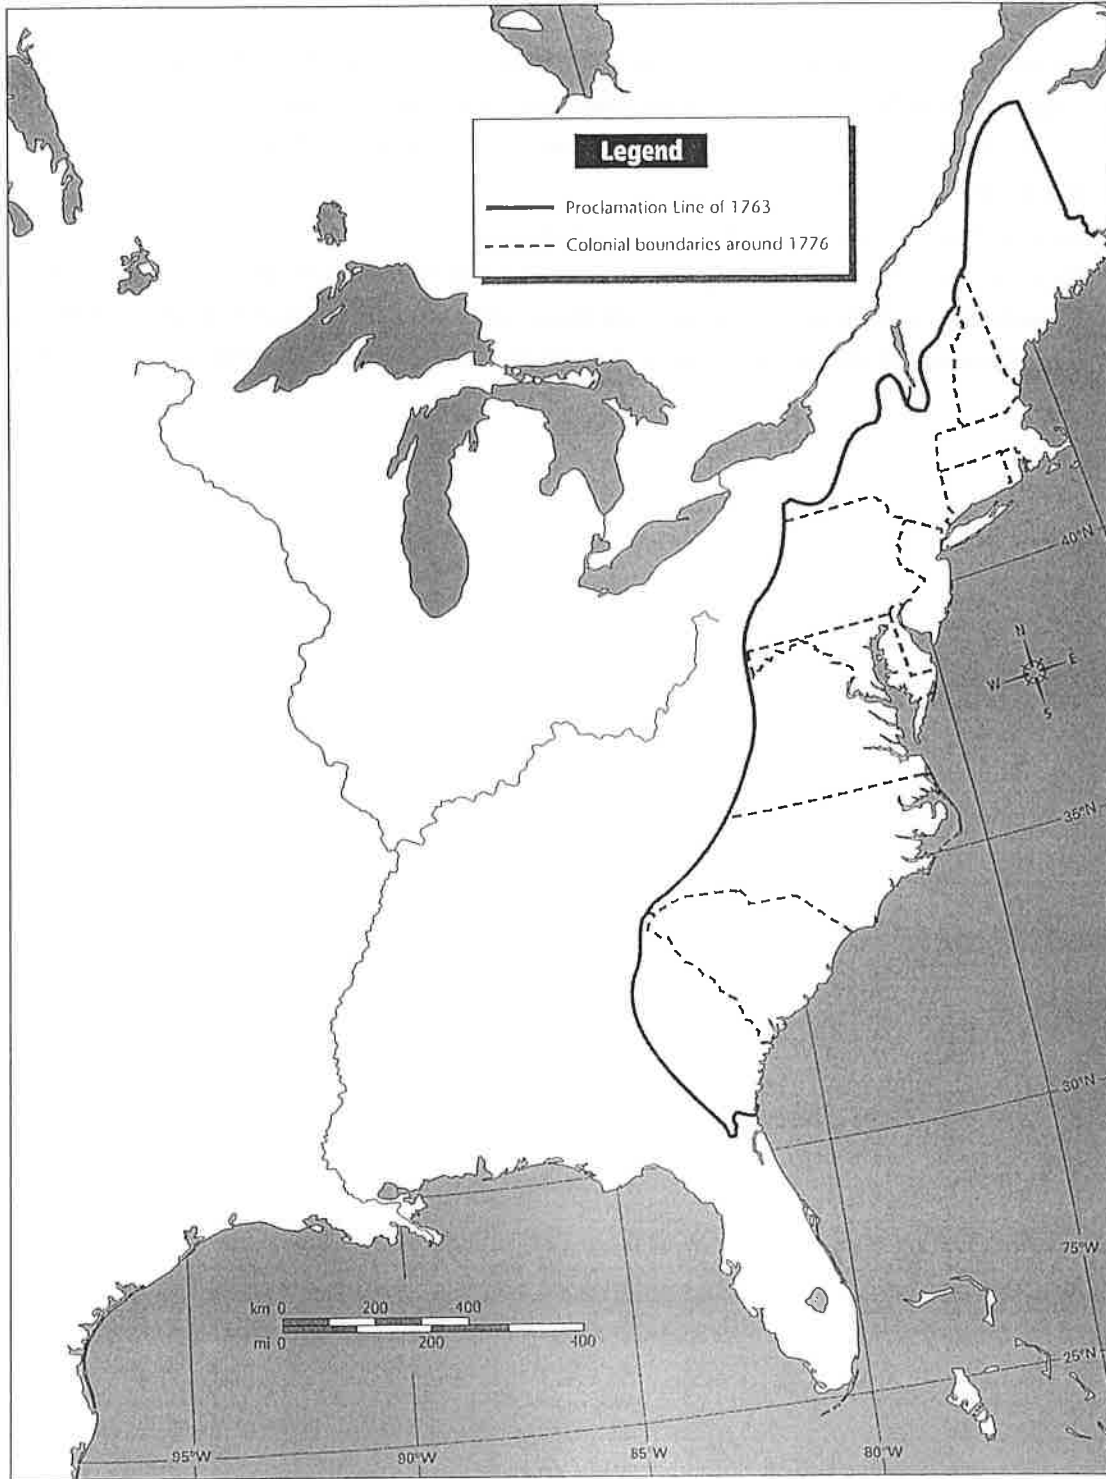 Legend
Proclamation Line of 1763
Colonial boundaries around 1776
40°N
N
W E
S
35°N
30°N
75°W
km 0 200 400
mi 0 200 400
25°N
95°W 90°W 85°W 80°W